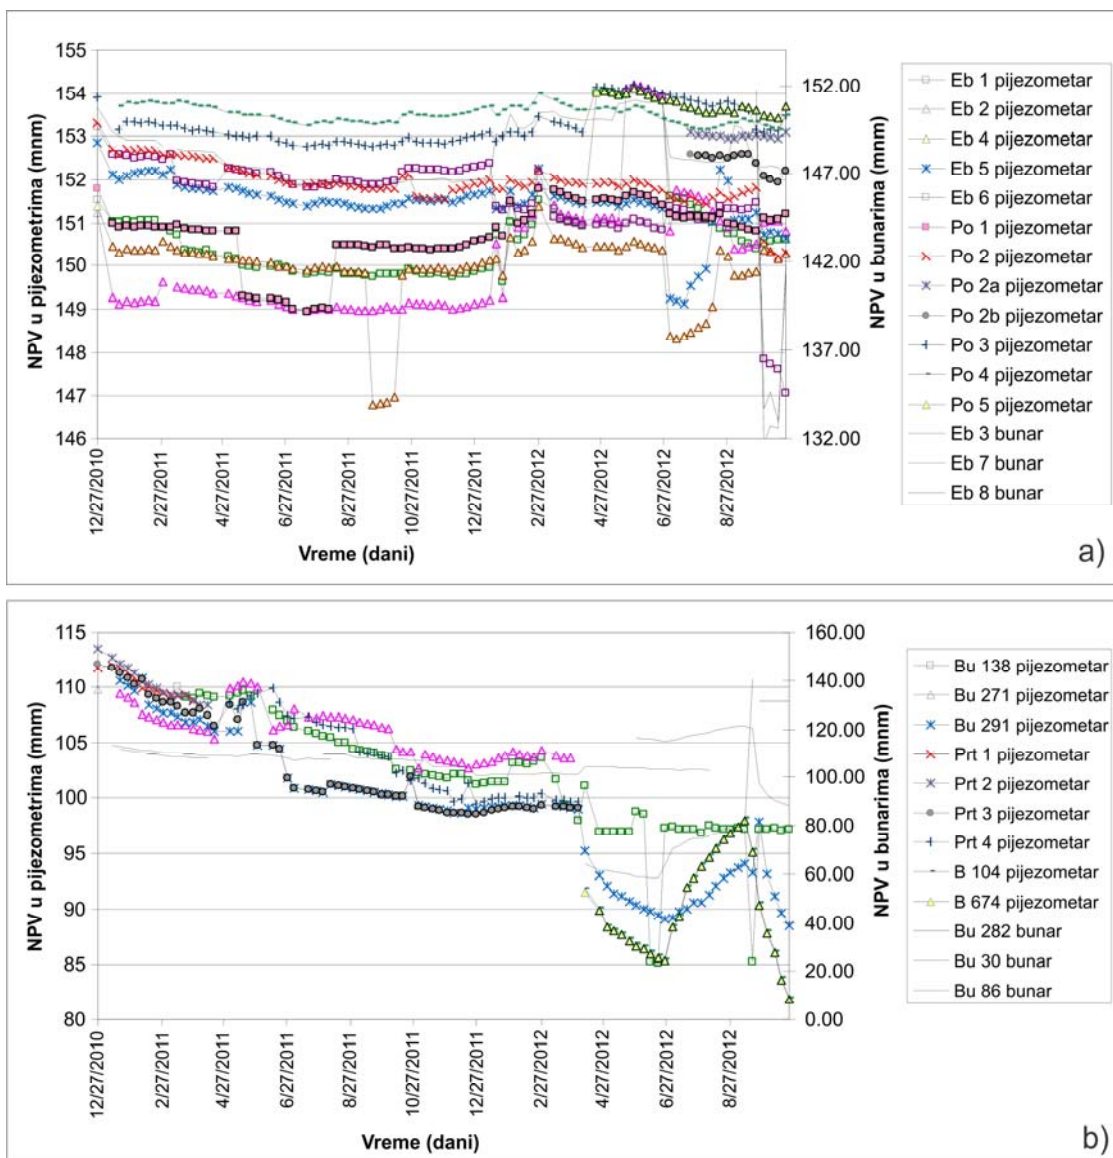 155
154
153
152
151
150
149
148
147
146
NPV u pijezometrima (mnm)
152.00
147.00
142.00
137.00
132.00
NPV u bunarima (mnm)
12/27/2010
2/27/2011
4/27/2011
6/27/2011
8/27/2011
10/27/2011
12/27/2011
2/27/2012
4/27/2012
6/27/2012
8/27/2012
Vreme (dani)
Eb 1 pijezometar
Eb 2 pijezometar
Eb 4 pijezometar
Eb 5 pijezometar
Eb 6 pijezometar
Po 1 pijezometar
Po 2 pijezometar
Po 2a pijezometar
Po 2b pijezometar
Po 3 pijezometar
Po 4 pijezometar
Po 5 pijezometar
Eb 3 bunar
Eb 7 bunar
Eb 8 bunar
a)
115
110
105
100
95
90
85
80
NPV u pijezometrima (mnm)
160.00
140.00
120.00
100.00
80.00
60.00
40.00
20.00
0.00
NPV u bunarima (mnm)
12/27/2010
2/27/2011
4/27/2011
6/27/2011
8/27/2011
10/27/2011
12/27/2011
2/27/2012
4/27/2012
6/27/2012
8/27/2012
Vreme (dani)
Bu 138 pijezometar
Bu 271 pijezometar
Bu 291 pijezometar
Prt 1 pijezometar
Prt 2 pijezometar
Prt 3 pijezometar
Prt 4 pijezometar
B 104 pijezometar
B 674 pijezometar
Bu 282 bunar
Bu 30 bunar
Bu 86 bunar
b)